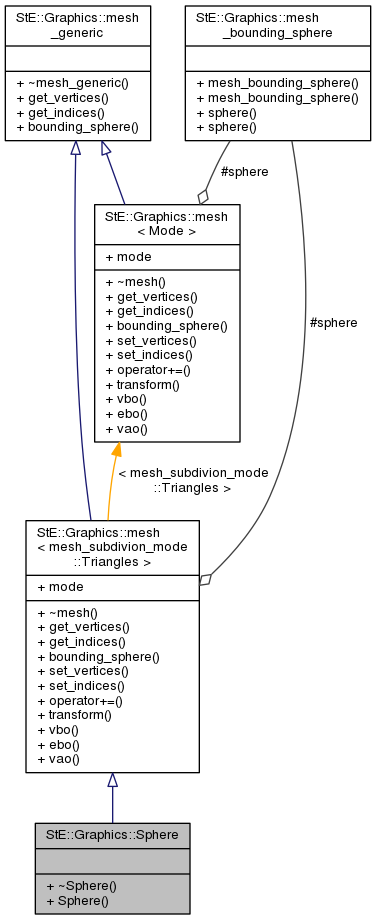 StE::Graphics::mesh
_generic
+ ~mesh_generic()
+ get_vertices()
+ get_indices()
+ bounding_sphere()
StE::Graphics::mesh
_bounding_sphere
+ mesh_bounding_sphere()
+ mesh_bounding_sphere()
+ sphere()
+ sphere()
#sphere
StE::Graphics::mesh
< Mode >
+ mode
+ ~mesh()
+ get_vertices()
+ get_indices()
+ bounding_sphere()
+ set_vertices()
+ set_indices()
+ operator+=()
+ transform()
+ vbo()
+ ebo()
+ vao()
#sphere
< mesh_subdivion_mode
::Triangles >
StE::Graphics::mesh
< mesh_subdivion_mode
::Triangles >
+ mode
+ ~mesh()
+ get_vertices()
+ get_indices()
+ bounding_sphere()
+ set_vertices()
+ set_indices()
+ operator+=()
+ transform()
+ vbo()
+ ebo()
+ vao()
StE::Graphics::Sphere
+ ~Sphere()
+ Sphere()